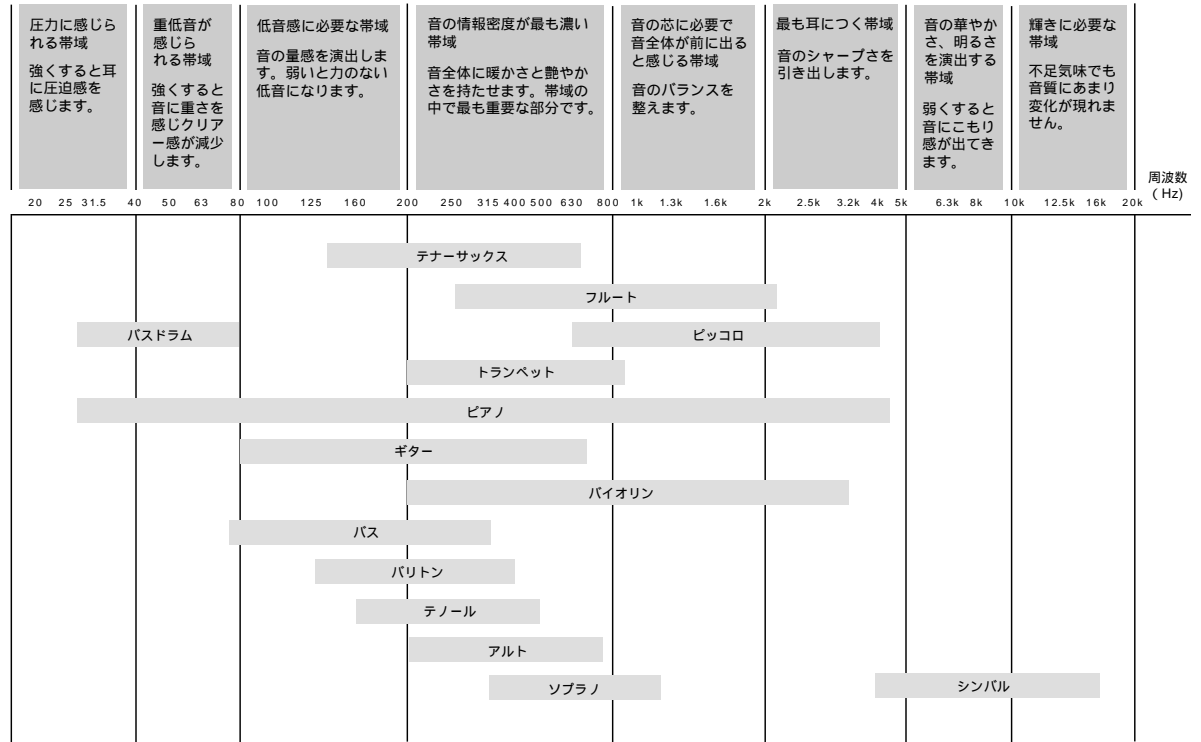 圧力に感じら
れる帯域
強くすると耳
に圧迫感を
感じます。
重低音が
感じら
れる帯域
強くすると
音に重さを
感じクリア
ー感が減少
します。
低音感に必要な帯域
音の量感を演出しま
す。弱いと力のない
低音になります。
音の情報密度が最も濃い
帯域
音全体に暖かさと艶やか
さを持たせます。帯域の
中で最も重要な部分です。
音の芯に必要で
音全体が前に出る
と感じる帯域
音のバランスを
整えます。
最も耳につく帯域
音のシャープさを
引き出します。
音の華やか
さ、明るさ
を演出する
帯域
弱くすると
音にこもり
感が出てき
ます。
輝きに必要な
帯域
不足気味でも
音質にあまり
変化が現れま
せん。
周波数
(Hz)
20 25 31.5 40 50 63 80 100 125 160 200 250 315 400 500 630 800 1k 1.3k 1.6k 2k 2.5k 3.2k 4k 5k 6.3k 8k 10k 12.5k 16k 20k
テナーサックス
フルート
バスドラム ピッコロ
トランペット
ピアノ
ギター
バイオリン
バス
バリトン
テノール
アルト
ソプラノ シンバル